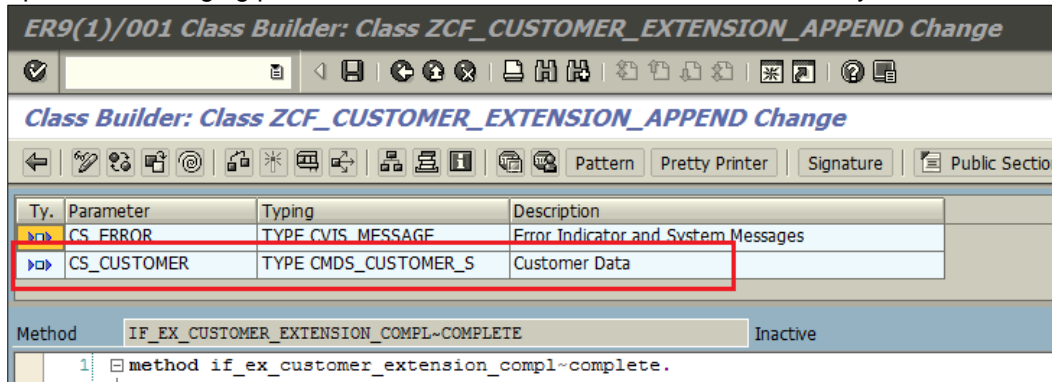 ER9(1)/001 Class Builder: Class ZCF_CUSTOMER_EXTENSION_APPEND Change
Class Builder: Class ZCF_CUSTOMER_EXTENSION_APPEND Change
Pattern Pretty Printer Signature Public Sectio
Ty. Parameter Typing Description
CS_ERROR TYPE CVIS_MESSAGE Error Indicator and System Messages
CS_CUSTOMER TYPE CMDS_CUSTOMER_S Customer Data
Method IF_EX_CUSTOMER_EXTENSION_COMPL~COMPLETE Inactive
1 method if_ex_customer_extension_compl~complete.